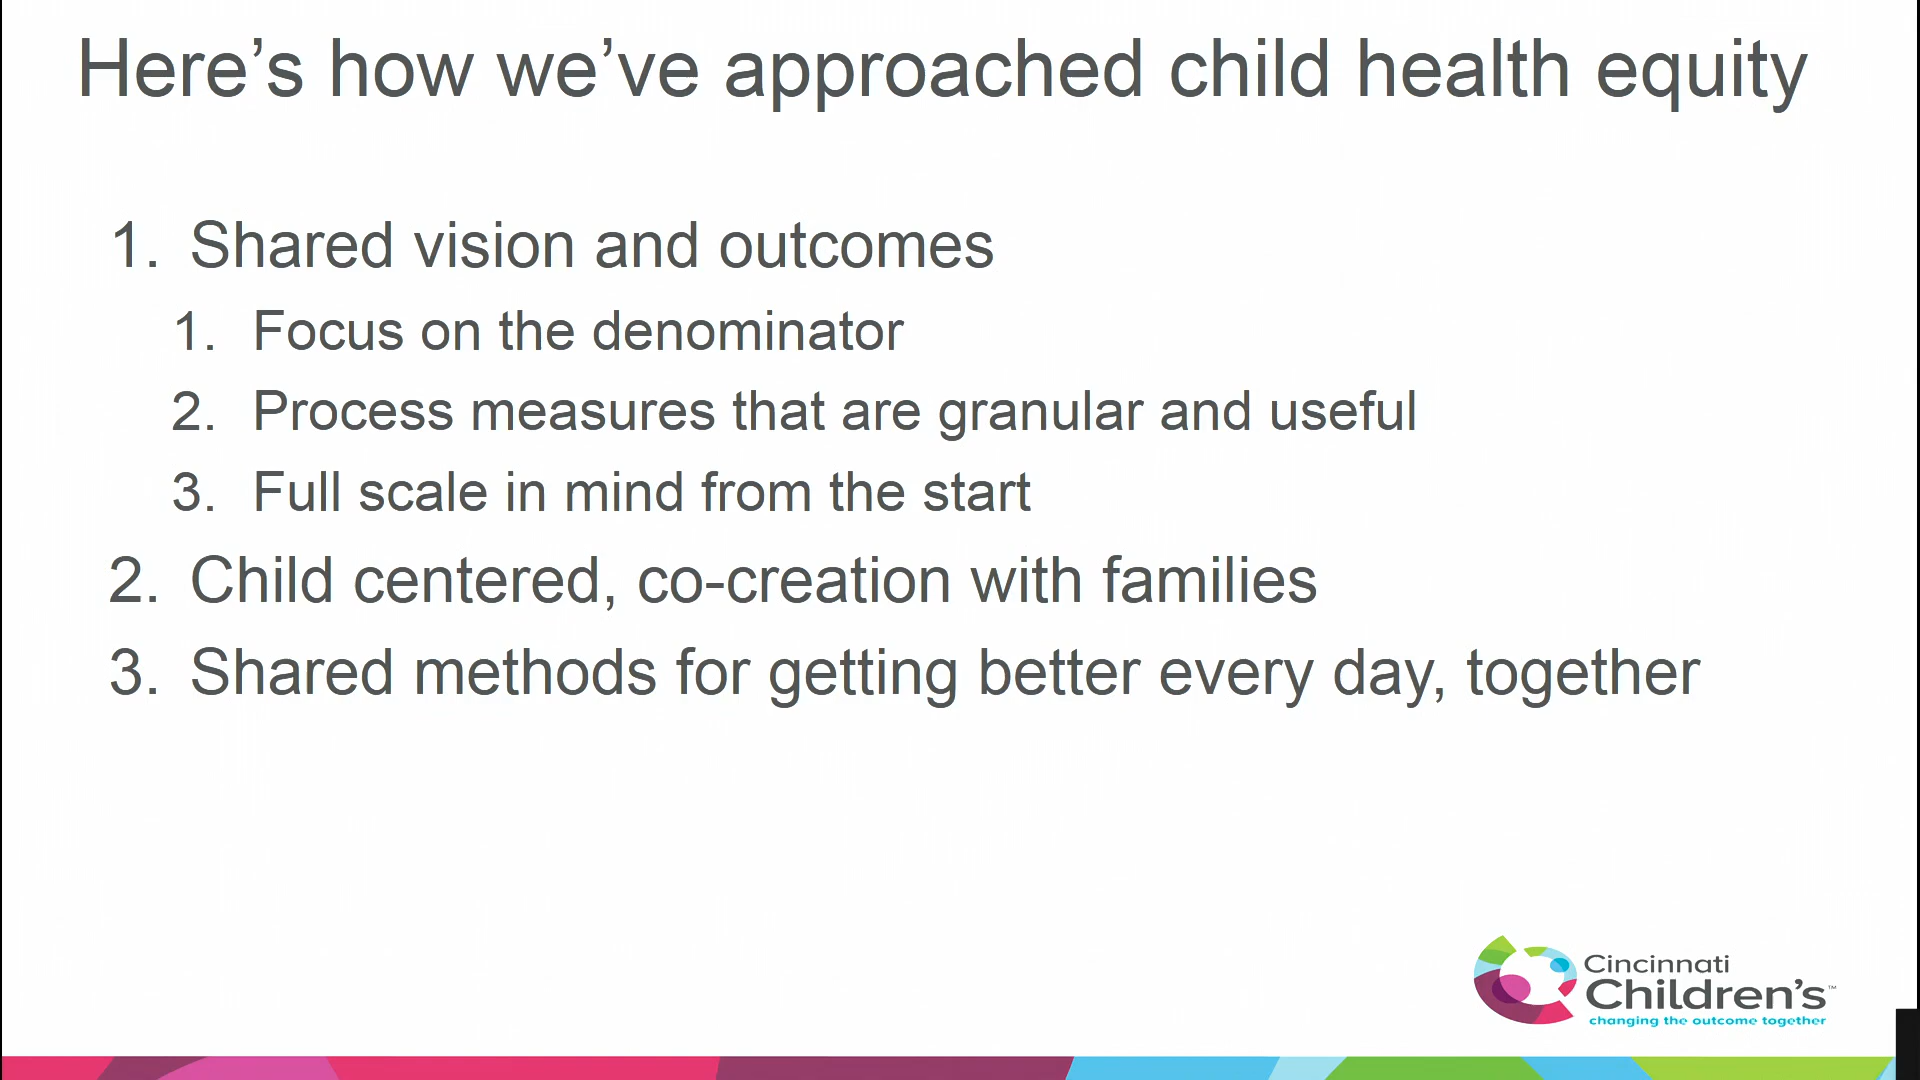 Here’s how we’ve approached child health equity
1. Shared vision and outcomes
1. Focus on the denominator
2. Process measures that are granular and useful
3. Full scale in mind from the start
2. Child centered, co-creation with families
3. Shared methods for getting better every day, together
Cincinnati
Children’s™
changing the outcome together